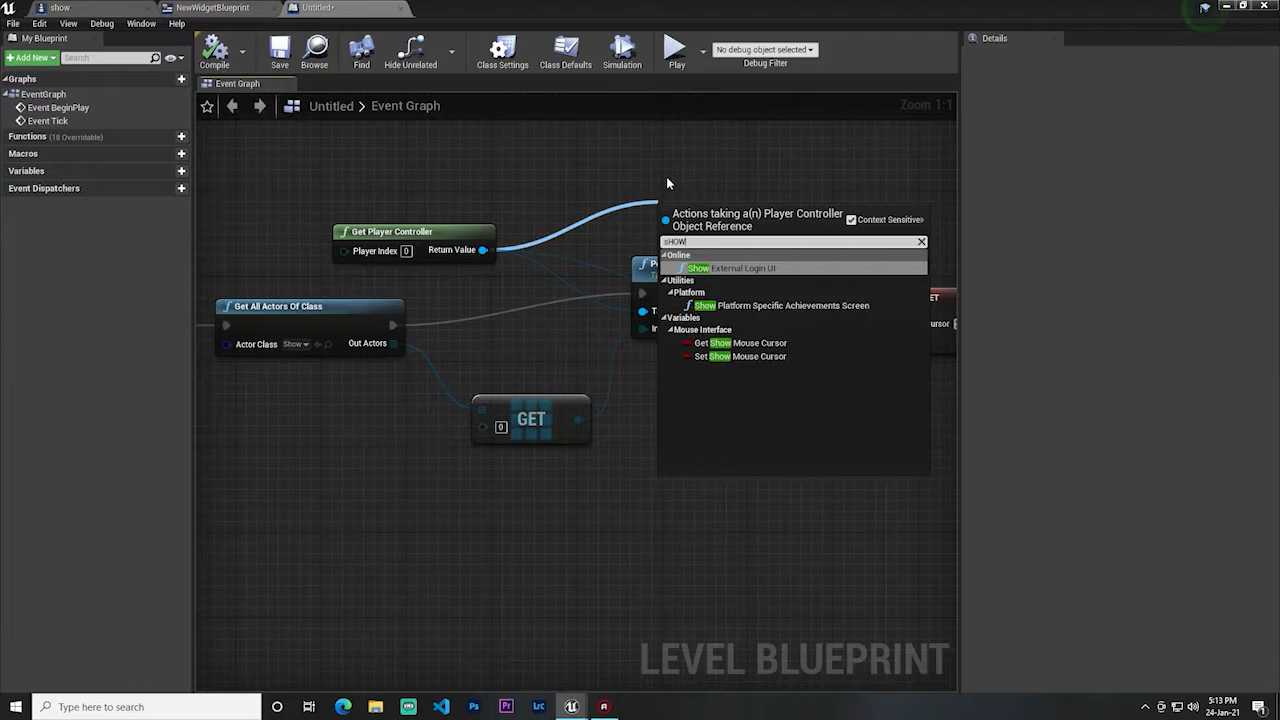 show
NewWidgetBlueprint
Untitled*
File Edit View Debug Window Help
My Blueprint
Add New
Search
Graphs
EventGraph
Event BeginPlay
Event Tick
Functions (18 Overridable)
Macros
Variables
Event Dispatchers
Compile
Save
Browse
Find
Hide Unrelated
Class Settings
Class Defaults
Simulation
Play
No debug object selected
Debug Filter
Details
Event Graph
Untitled > Event Graph
Zoom 1:1
f Get Player Controller
Player Index 0
Return Value
f Get All Actors Of Class
Actor Class Show
Out Actors
GET
0
Actions taking a(n) Player Controller
Object Reference
Context Sensitive
sHOW
Online
f Show External Login UI
Utilities
Platform
f Show Platform Specific Achievements Screen
Variables
Mouse Interface
Get Show Mouse Cursor
Set Show Mouse Cursor
LEVEL BLUEPRINT
Type here to search
Ps
Pr
Lrc
5:13 PM
24-Jan-21